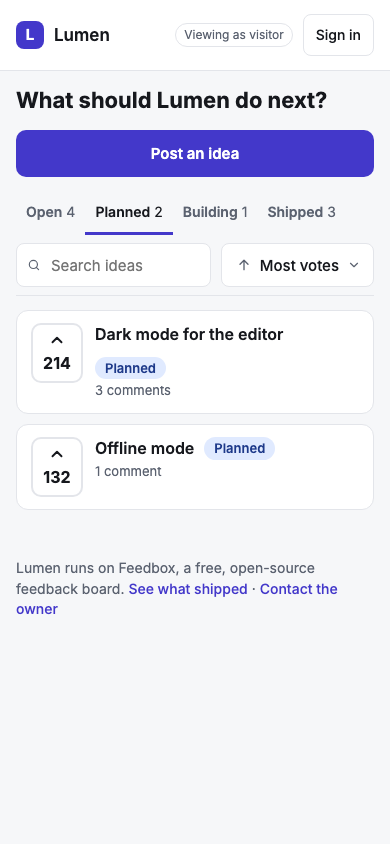 L Lumen Viewing as visitor Sign in
What should Lumen do next?
Post an idea
Open 4 Planned 2 Building 1 Shipped 3
Search ideas Most votes
214 Dark mode for the editor
Planned
3 comments
132 Offline mode Planned
1 comment
Lumen runs on Feedbox, a free, open-source
feedback board. See what shipped · Contact the
owner